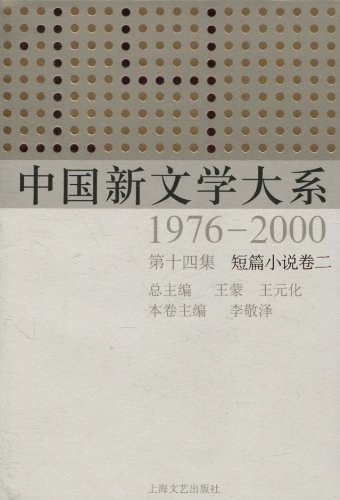 中国新文学大系
1976-2000
第十四集 短篇小说卷二
总主编 王蒙 王元化
本卷主编 李敬泽
上海文艺出版社